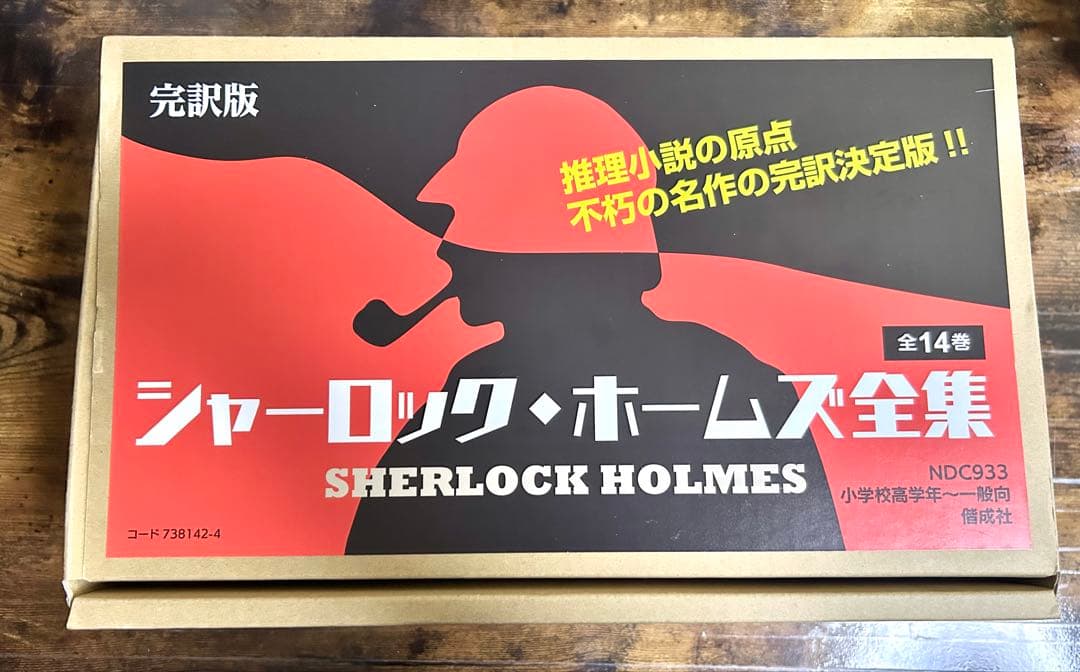 完訳版
推理小説の原点
不朽の名作の完訳決定版!!
全14巻
シャーロック・ホームズ全集
SHERLOCK HOLMES
NDC933
小学校高学年〜一般向
偕成社
コード 738142-4